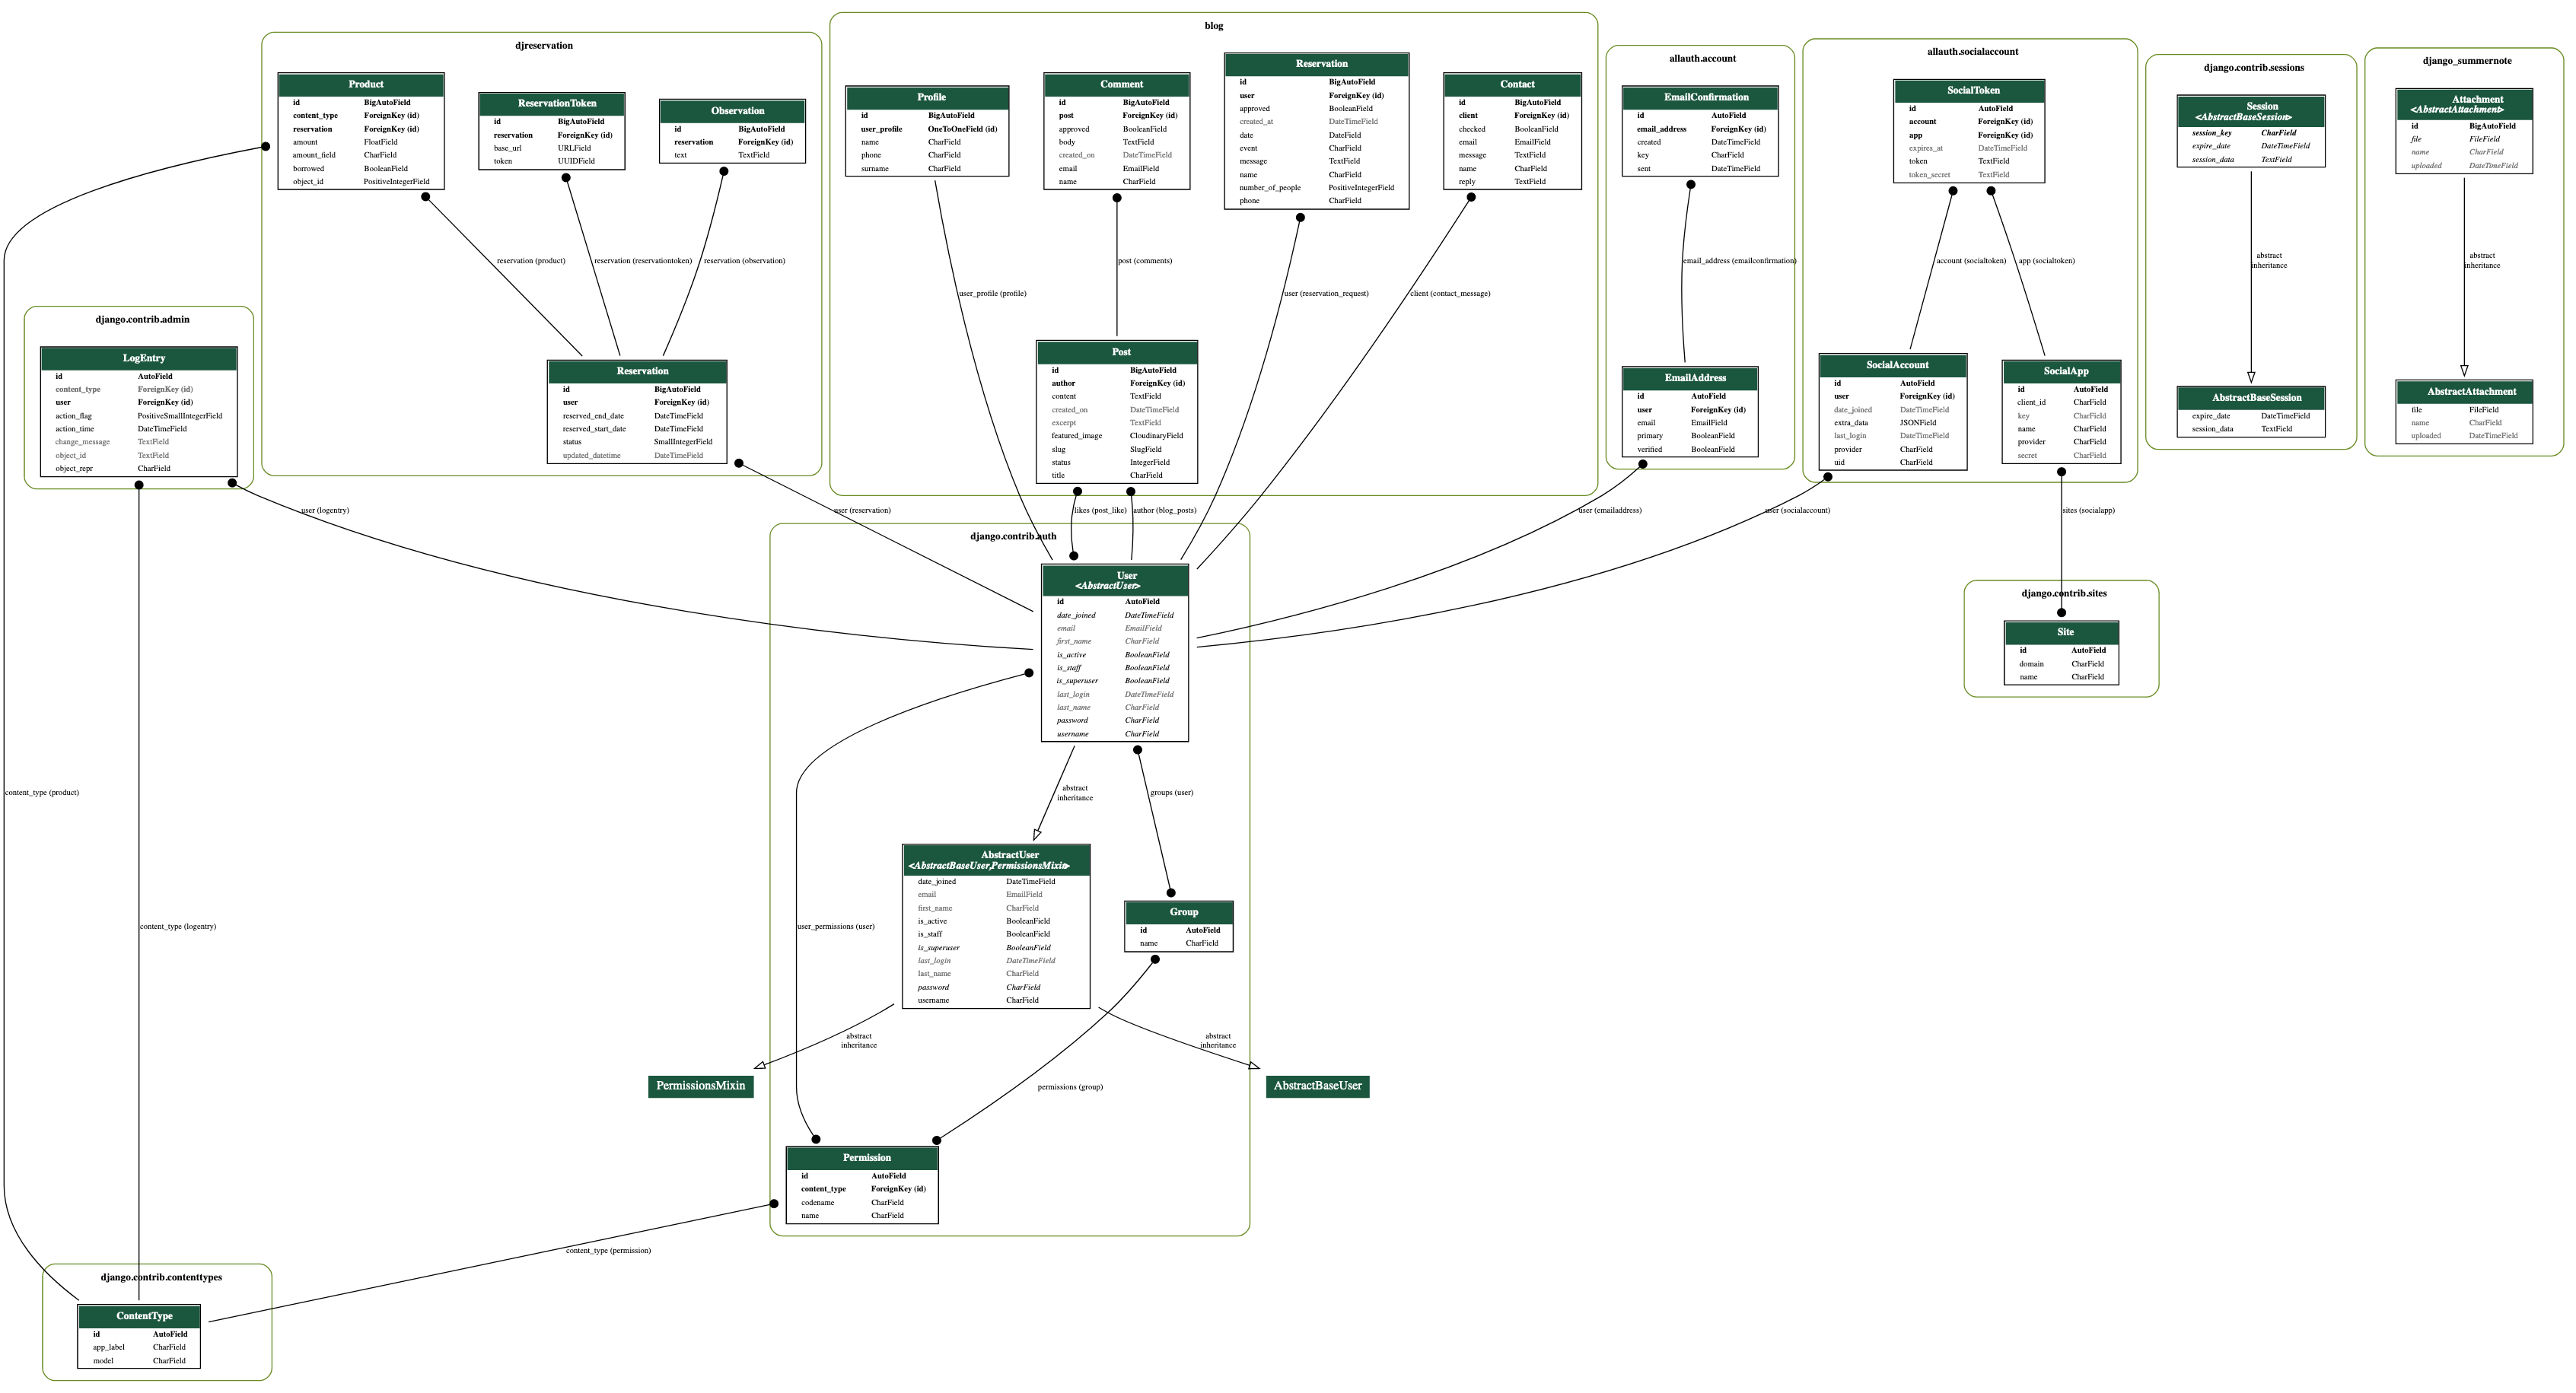 djreservation
Product
id BigAutoField
content_type ForeignKey (id)
reservation ForeignKey (id)
amount FloatField
amount_field CharField
borrowed BooleanField
object_id PositiveIntegerField
ReservationToken
id BigAutoField
reservation ForeignKey (id)
base_url URLField
token UUIDField
Observation
id BigAutoField
reservation ForeignKey (id)
text TextField
reservation (product)
reservation (reservationtoken)
reservation (observation)
Reservation
id BigAutoField
user ForeignKey (id)
reserved_end_date DateTimeField
reserved_start_date DateTimeField
status SmallIntegerField
updated_datetime DateTimeField
blog
Profile
id BigAutoField
user_profile OneToOneField (id)
name CharField
phone CharField
surname CharField
Comment
id BigAutoField
post ForeignKey (id)
approved BooleanField
body TextField
created_on DateTimeField
email EmailField
name CharField
Reservation
id BigAutoField
user ForeignKey (id)
approved BooleanField
created_at DateTimeField
date DateField
event CharField
message TextField
name CharField
number_of_people PositiveIntegerField
phone CharField
Contact
id BigAutoField
client ForeignKey (id)
checked BooleanField
email EmailField
message TextField
name CharField
reply TextField
post (comments)
user_profile (profile)
user (reservation_request)
client (contact_message)
Post
id BigAutoField
author ForeignKey (id)
content TextField
created_on DateTimeField
excerpt TextField
featured_image CloudinaryField
slug SlugField
status IntegerField
title CharField
allauth.account
EmailConfirmation
id AutoField
email_address ForeignKey (id)
created DateTimeField
key CharField
sent DateTimeField
email_address (emailconfirmation)
EmailAddress
id AutoField
user ForeignKey (id)
email EmailField
primary BooleanField
verified BooleanField
allauth.socialaccount
SocialToken
id AutoField
account ForeignKey (id)
app ForeignKey (id)
expires_at DateTimeField
token TextField
token_secret TextField
account (socialtoken)
app (socialtoken)
SocialAccount
id AutoField
user ForeignKey (id)
date_joined DateTimeField
extra_data JSONField
last_login DateTimeField
provider CharField
uid CharField
SocialApp
id AutoField
client_id CharField
key CharField
name CharField
provider CharField
secret CharField
django.contrib.sessions
Session
<AbstractBaseSession>
session_key CharField
expire_date DateTimeField
session_data TextField
abstract
inheritance
AbstractBaseSession
expire_date DateTimeField
session_data TextField
django_summernote
Attachment
<AbstractAttachment>
id BigAutoField
file FileField
name CharField
uploaded DateTimeField
abstract
inheritance
AbstractAttachment
file FileField
name CharField
uploaded DateTimeField
django.contrib.admin
LogEntry
id AutoField
content_type ForeignKey (id)
user ForeignKey (id)
action_flag PositiveSmallIntegerField
action_time DateTimeField
change_message TextField
object_id TextField
object_repr CharField
user (logentry)
user (reservation)
likes (post_like)
author (blog_posts)
user (emailaddress)
user (socialaccount)
sites (socialapp)
django.contrib.auth
User
<AbstractUser>
id AutoField
date_joined DateTimeField
email EmailField
first_name CharField
is_active BooleanField
is_staff BooleanField
is_superuser BooleanField
last_login DateTimeField
last_name CharField
password CharField
username CharField
django.contrib.sites
Site
id AutoField
domain CharField
name CharField
content_type (product)
abstract
inheritance
groups (user)
AbstractUser
<AbstractBaseUser,PermissionsMixin>
date_joined DateTimeField
email EmailField
first_name CharField
is_active BooleanField
is_staff BooleanField
is_superuser BooleanField
last_login DateTimeField
last_name CharField
password CharField
username CharField
Group
id AutoField
name CharField
content_type (logentry)
user_permissions (user)
abstract
inheritance
abstract
inheritance
PermissionsMixin
permissions (group)
AbstractBaseUser
Permission
id AutoField
content_type ForeignKey (id)
codename CharField
name CharField
content_type (permission)
django.contrib.contenttypes
ContentType
id AutoField
app_label CharField
model CharField